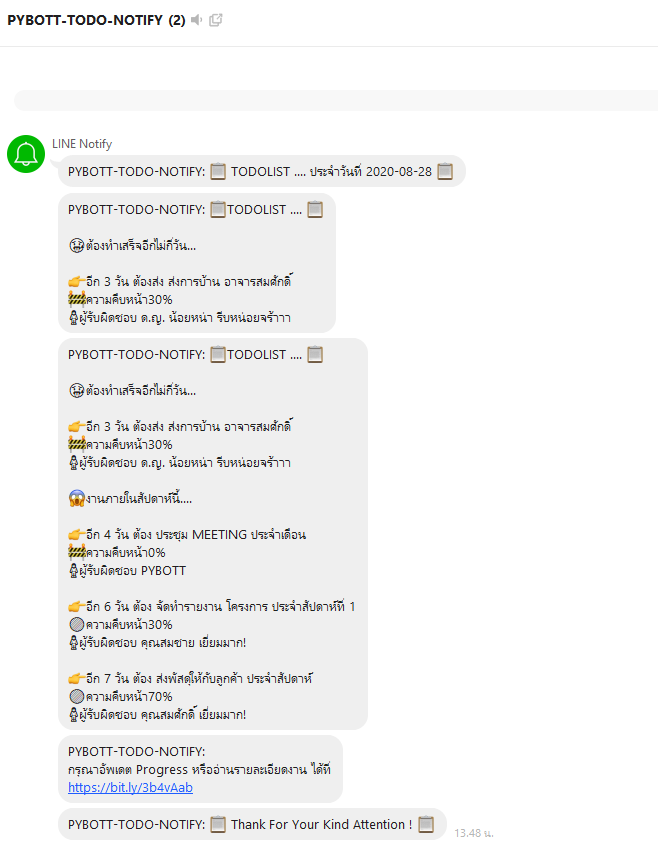 PYBOTT-TODO-NOTIFY (2)
LINE Notify
PYBOTT-TODO-NOTIFY: 📋 TODOLIST .... ประจำวันที่ 2020-08-28 📋
PYBOTT-TODO-NOTIFY: 📋TODOLIST .... 📋
😰ต้องทำเสร็จอีกไม่กี่วัน...
👉อีก 3 วัน ต้องส่ง ส่งการบ้าน อาจารสมศักดิ์
🚧ความคืบหน้า30%
ผู้รับผิดชอบ ด.ญ. น้อยหน่า รีบหน่อยจร้าาา
PYBOTT-TODO-NOTIFY: 📋TODOLIST .... 📋
😰ต้องทำเสร็จอีกไม่กี่วัน...
👉อีก 3 วัน ต้องส่ง ส่งการบ้าน อาจารสมศักดิ์
🚧ความคืบหน้า30%
ผู้รับผิดชอบ ด.ญ. น้อยหน่า รีบหน่อยจร้าาา
😱งานภายในสัปดาห์นี้....
👉อีก 4 วัน ต้อง ประชุม MEETING ประจำเดือน
🚧ความคืบหน้า0%
ผู้รับผิดชอบ PYBOTT
👉อีก 6 วัน ต้อง จัดทำรายงาน โครงการ ประจำสัปดาห์ที่ 1
ความคืบหน้า30%
ผู้รับผิดชอบ คุณสมชาย เยี่ยมมาก!
👉อีก 7 วัน ต้อง ส่งพัสดุให้กับลูกค้า ประจำสัปดาห์
ความคืบหน้า70%
ผู้รับผิดชอบ คุณสมศักดิ์ เยี่ยมมาก!
PYBOTT-TODO-NOTIFY:
กรุณาอัพเดต Progress หรืออ่านรายละเอียดงาน ได้ที่
https://bit.ly/3b4vAab
PYBOTT-TODO-NOTIFY: 📋 Thank For Your Kind Attention ! 📋
13.48 น.